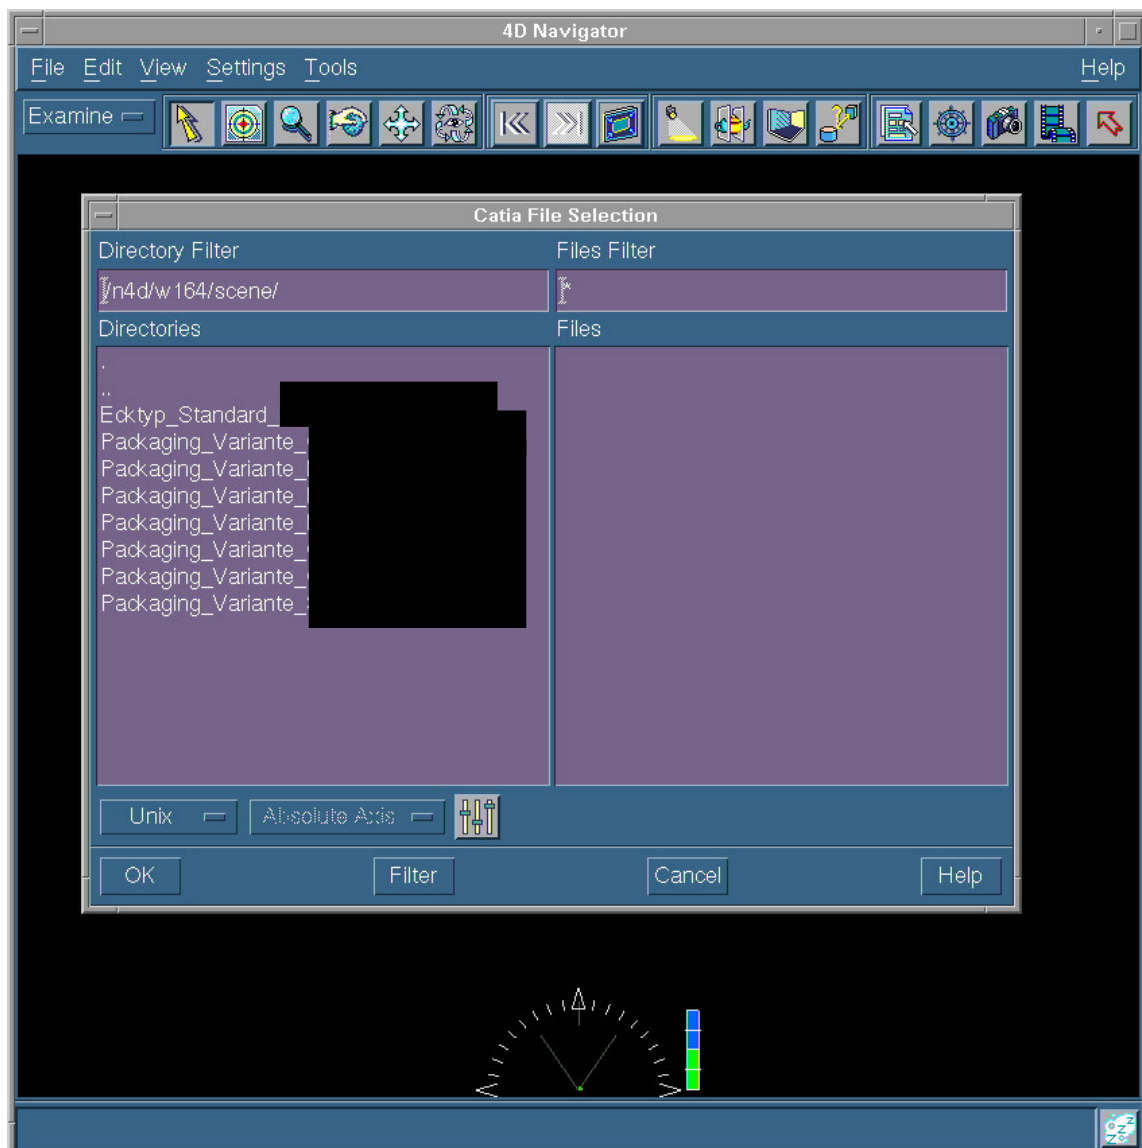 4D Navigator
File Edit View Settings Tools Help
Examine
Catia File Selection
Directory Filter Files Filter
/n4d/w164/scene/ *
Directories Files
.
..
Ecktyp_Standard_
Packaging_Variante_
Packaging_Variante_
Packaging_Variante_
Packaging_Variante_
Packaging_Variante_
Packaging_Variante_
Packaging_Variante_
Unix Absolute Axis
OK Filter Cancel Help
zzz